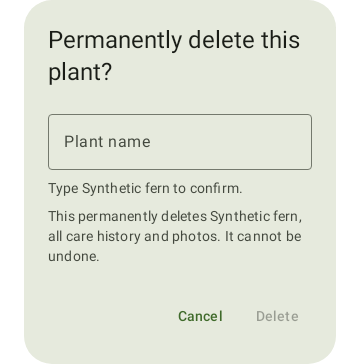 Permanently delete this
plant?
Plant name
Type Synthetic fern to confirm.
This permanently deletes Synthetic fern,
all care history and photos. It cannot be
undone.
Cancel Delete